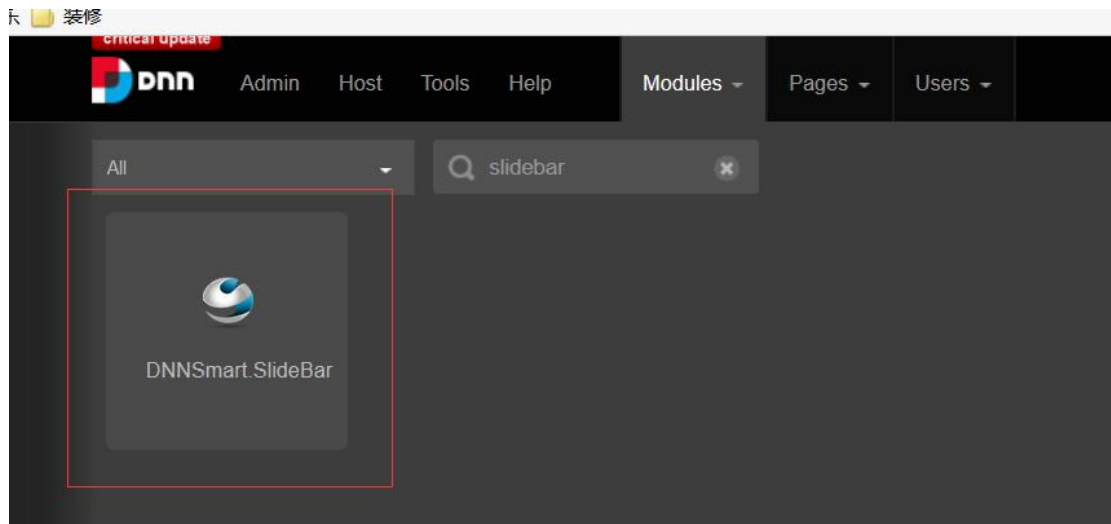 装修
critical update
DNN Admin Host Tools Help Modules Pages Users
All slidebar
DNNSmart.SlideBar